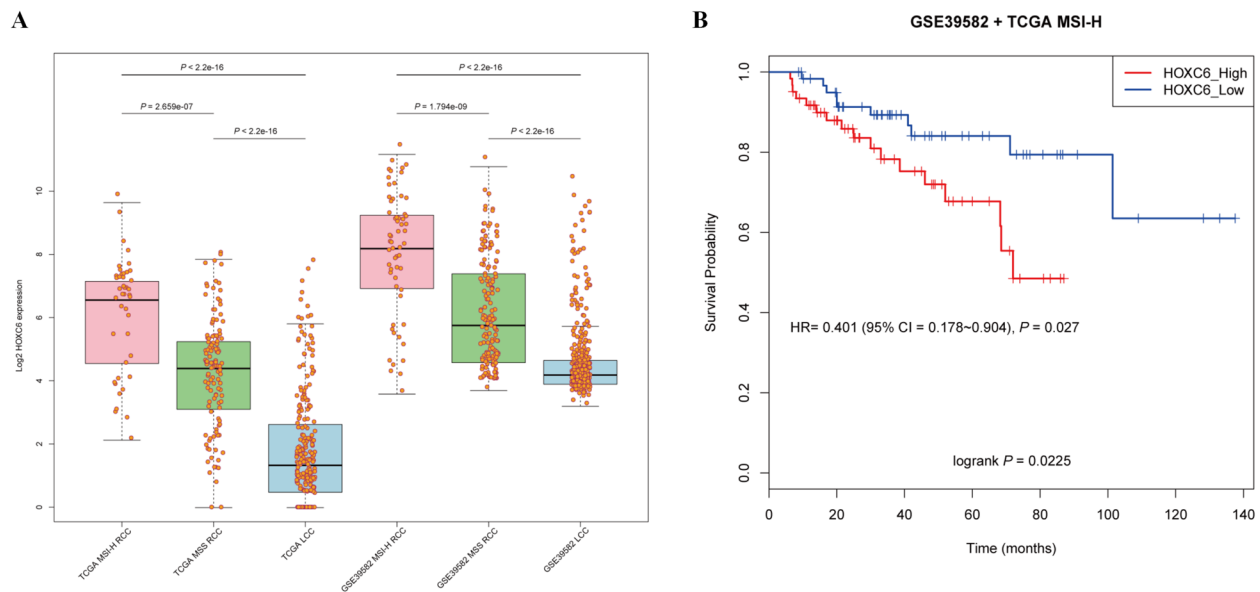 A
P < 2.2e-16
P < 2.2e-16
P = 2.659e-07
P = 1.794e-09
P < 2.2e-16
P < 2.2e-16
Log2 HOXC6 expression
10
8
6
4
2
0
TCGA MSI-H RCC
TCGA MSS RCC
TCGA LCC
GSE39582 MSI-H RCC
GSE39582 MSS RCC
GSE39582 LCC
B
GSE39582 + TCGA MSI-H
HOXC6_High
HOXC6_Low
Survival Probability
1.0
0.8
0.6
0.4
0.2
0.0
HR= 0.401 (95% CI = 0.178~0.904), P = 0.027
logrank P = 0.0225
0 20 40 60 80 100 120 140
Time (months)